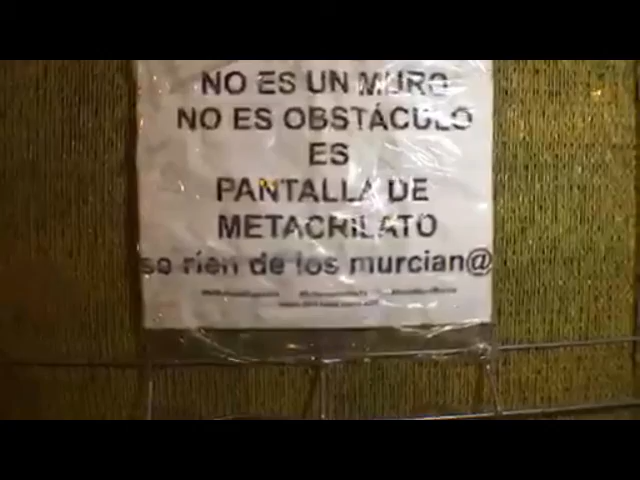 NO ES UN MURO
NO ES OBSTÁCULO
ES
PANTALLA DE
METACRILATO
se ríen de los murcian@